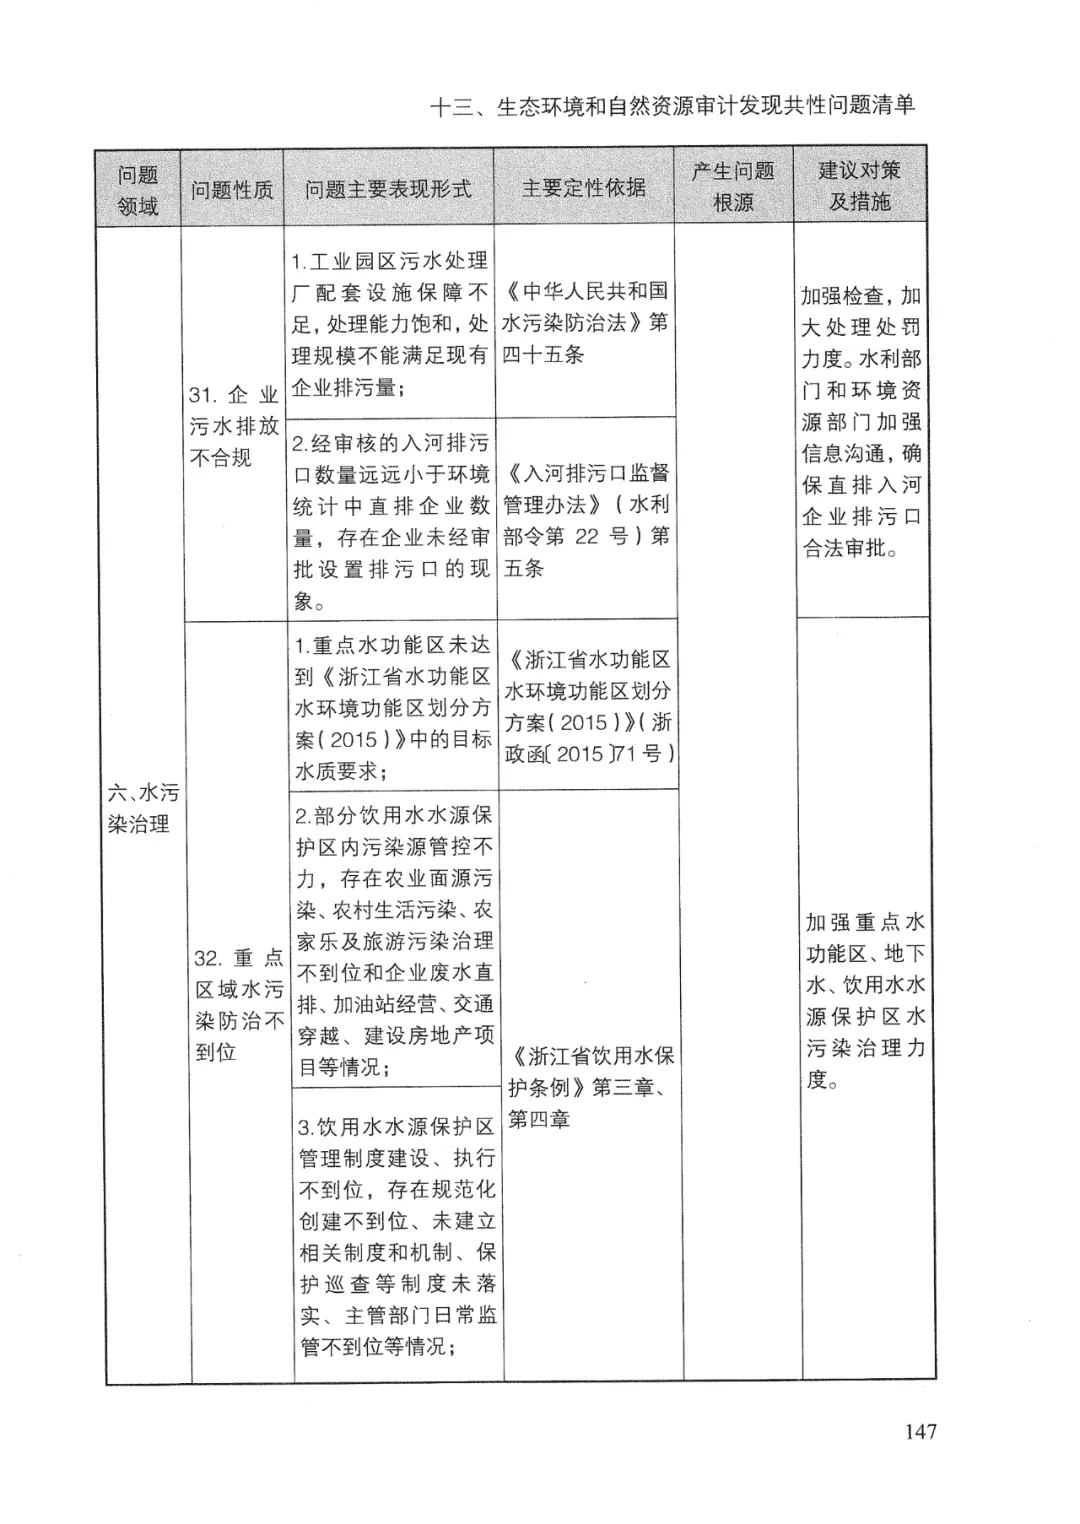 十三、生态环境和自然资源审计发现共性问题清单
问题
领域
问题性质
问题主要表现形式
主要定性依据
产生问题
根源
建议对策
及措施
六、水污
染治理
31. 企业
污水排放
不合规
1.工业园区污水处理
厂配套设施保障不
足，处理能力饱和，处
理规模不能满足现有
企业排污量；
《中华人民共和国
水污染防治法》第
四十五条
2.经审核的入河排污
口数量远远小于环境
统计中直排企业数
量，存在企业未经审
批设置排污口的现
象。
《入河排污口监督
管理办法》（水利
部令第 22 号）第
五条
加强检查，加
大处理处罚
力度。水利部
门和环境资
源部门加强
信息沟通，确
保直排入河
企业排污口
合法审批。
32. 重点
区域水污
染防治不
到位
1.重点水功能区未达
到《浙江省水功能区
水环境功能区划分方
案（2015）》中的目标
水质要求；
《浙江省水功能区
水环境功能区划分
方案（2015）》（浙
政函〔2015〕71号）
2.部分饮用水水源保
护区内污染源管控不
力，存在农业面源污
染、农村生活污染、农
家乐及旅游污染治理
不到位和企业废水直
排、加油站经营、交通
穿越、建设房地产项
目等情况；
3.饮用水水源保护区
管理制度建设、执行
不到位，存在规范化
创建不到位、未建立
相关制度和机制、保
护巡查等制度未落
实、主管部门日常监
管不到位等情况；
《浙江省饮用水保
护条例》第三章、
第四章
加强重点水
功能区、地下
水、饮用水水
源保护区水
污染治理力
度。
147